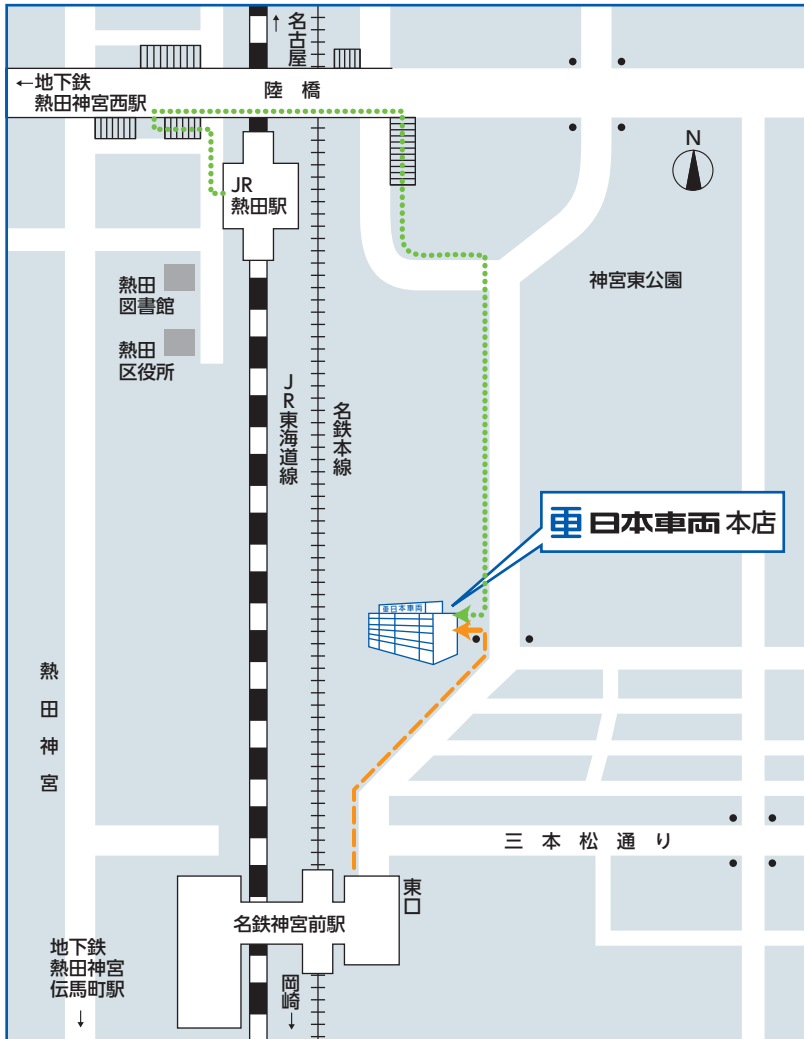 名古屋
←地下鉄
熱田神宮西駅
陸橋
N
JR
熱田駅
神宮東公園
熱田
図書館
熱田
区役所
JR東海道線
名鉄本線
日本車両 本店
日本車両
熱田神宮
三本松通り
東口
名鉄神宮前駅
地下鉄
熱田神宮
伝馬町駅
岡崎